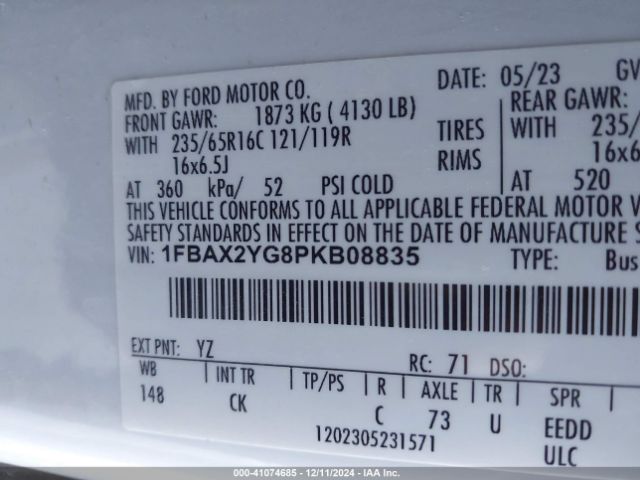 DATE: 05/23 GV
MFD. BY FORD MOTOR CO.
FRONT GAWR: 1873 KG ( 4130 LB) REAR GAWR:
WITH 235/65R16C 121/119R TIRES WITH 235/
16x6.5J RIMS 16x6
AT 360 kPa/ 52 PSI COLD AT 520
THIS VEHICLE CONFORMS TO ALL APPLICABLE FEDERAL MOTOR V
SAFETY STANDARDS IN EFFECT ON THE DATE OF MANUFACTURE S
VIN: 1FBAX2YG8PKB08835 TYPE: Bus
EXT PNT: YZ RC: 71 DSO:
WB INT TR TP/PS R AXLE TR SPR
148 CK C 73 U EEDD
1202305231571 ULC
000-41074685 - 12/11/2024 - IAA Inc.